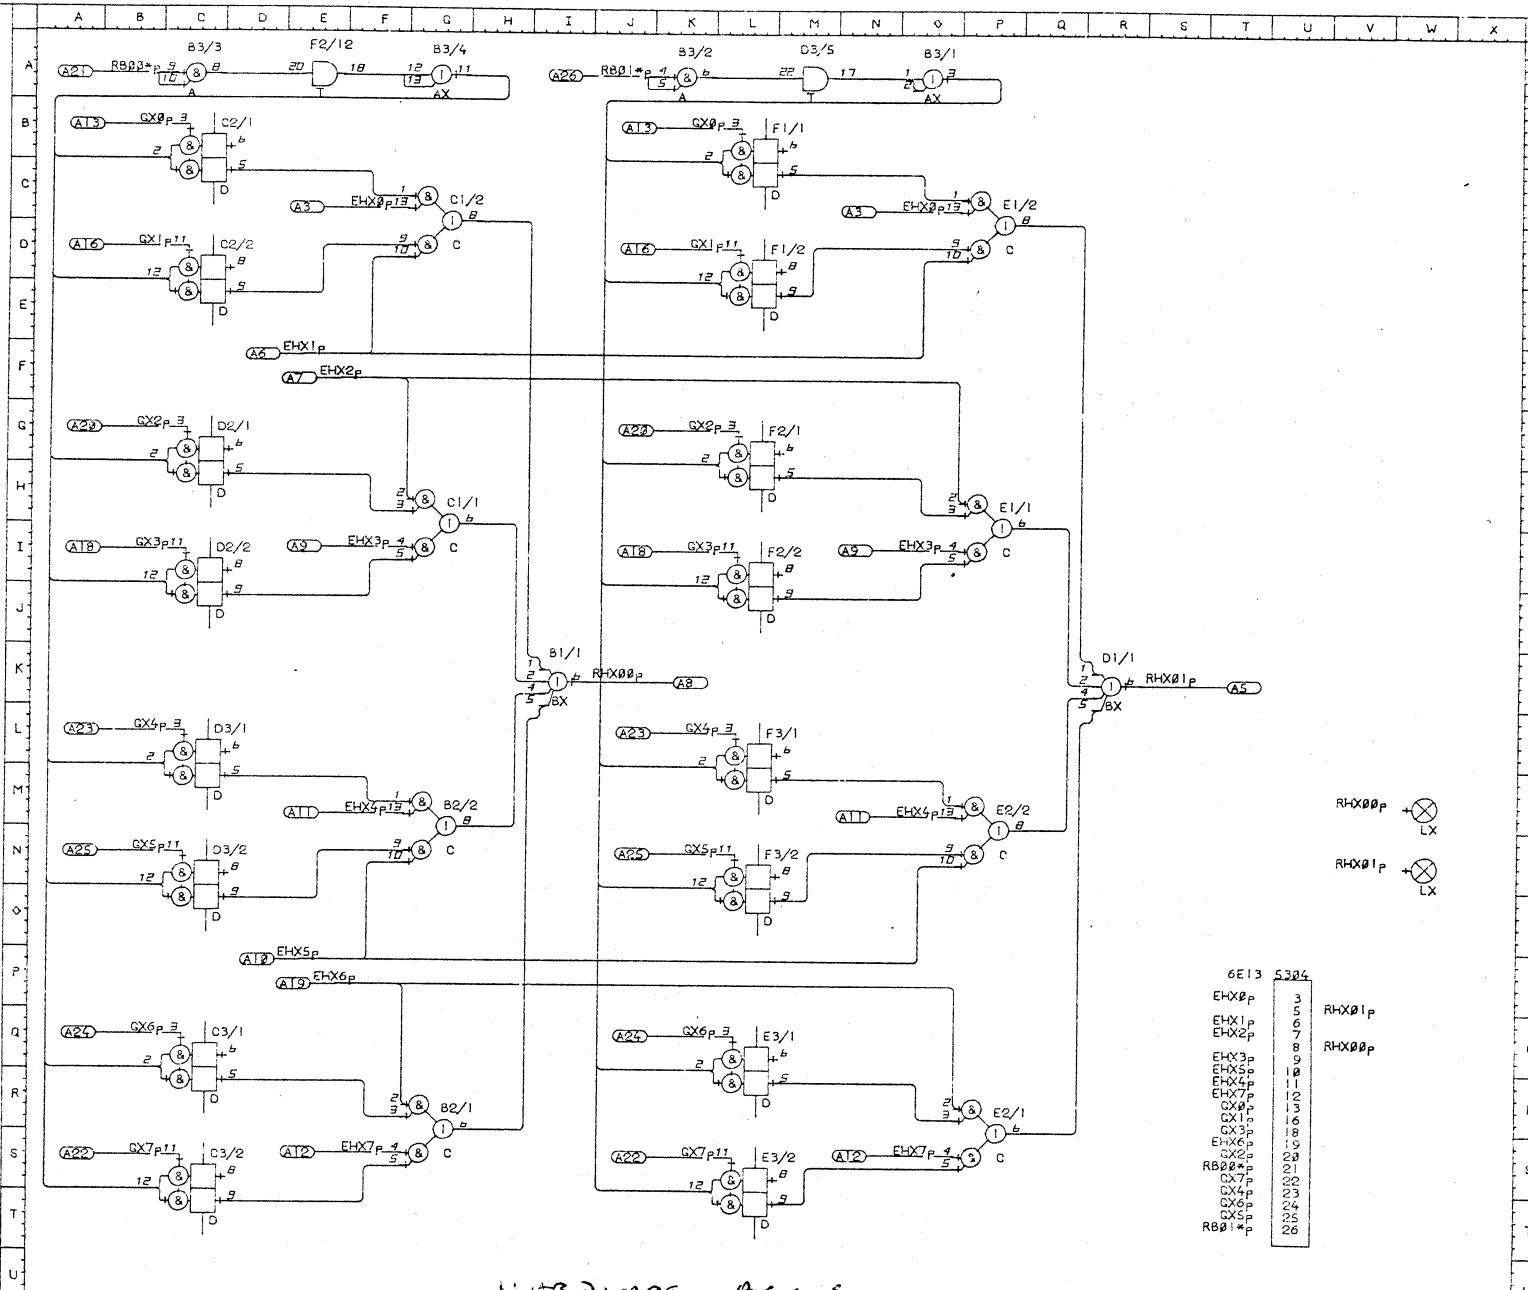 A B C D E F G H I J K L M N O P Q R S T U V W X
A
B3/3 F2/12 B3/4 B3/2 D3/5 B3/1
A21 RB00*p 9 10 & 8 20 18 12 13 1 11 A26 RB01*p 4 5 & 6 22 17 1 2 1 3
A T AX A T AX
B
A13 GX0p 3 C2/1 A13 GX0p 3 F1/1
2 & & 6 5 D 2 & & 6 5 D
C
A3 EHX0p 13 1 & C1/2 8 A3 EHX0p 13 1 & E1/2 8
D
A16 GX1p 11 C2/2 9 10 & C A16 GX1p 11 F1/2 9 10 & C
12 & & 8 9 D 12 & & 8 9 D
E
F
A6 EHX1p
A7 EHX2p
G
A20 GX2p 3 D2/1 A20 GX2p 3 F2/1
2 & & 6 5 D 2 & & 6 5 D
H
2 3 & C1/1 6 2 3 & E1/1 6
I
A18 GX3p 11 D2/2 A9 EHX3p 4 5 & C A18 GX3p 11 F2/2 A9 EHX3p 4 5 & C
12 & & 8 9 D 12 & & 8 9 D
J
K
B1/1 D1/1
1 2 4 5 1 6 RHX00p A8 1 2 4 5 1 6 RHX01p A5
BX BX
L
A23 GX4p 3 D3/1 A23 GX4p 3 F3/1
2 & & 6 5 D 2 & & 6 5 D
M
A11 EHX4p 13 1 & B2/2 8 A11 EHX4p 13 1 & E2/2 8
RHX00p LX
N
A25 GX5p 11 D3/2 9 10 & C A25 GX5p 11 F3/2 9 10 & C
12 & & 8 9 D 12 & & 8 9 D
RHX01p LX
O
P
A10 EHX5p
A19 EHX6p
Q
A24 GX6p 3 C3/1 A24 GX6p 3 E3/1
2 & & 6 5 D 2 & & 6 5 D
R
2 3 & B2/1 6 2 3 & E2/1 6
S
A22 GX7p 11 C3/2 A12 EHX7p 4 5 & C A22 GX7p 11 E3/2 A12 EHX7p 4 5 & C
12 & & 8 9 D 12 & & 8 9 D
T
U
6E13 S304
EHX0p 3
5 RHX01p
EHX1p 6
EHX2p 7
8 RHX00p
EHX3p 9
EHX5p 10
EHX4p 11
EHX7p 12
GX0p 13
GX1p 16
GX3p 18
EHX6p 19
GX2p 20
RB00*p 21
GX7p 22
GX4p 23
GX6p 24
GX5p 25
RB01*p 26